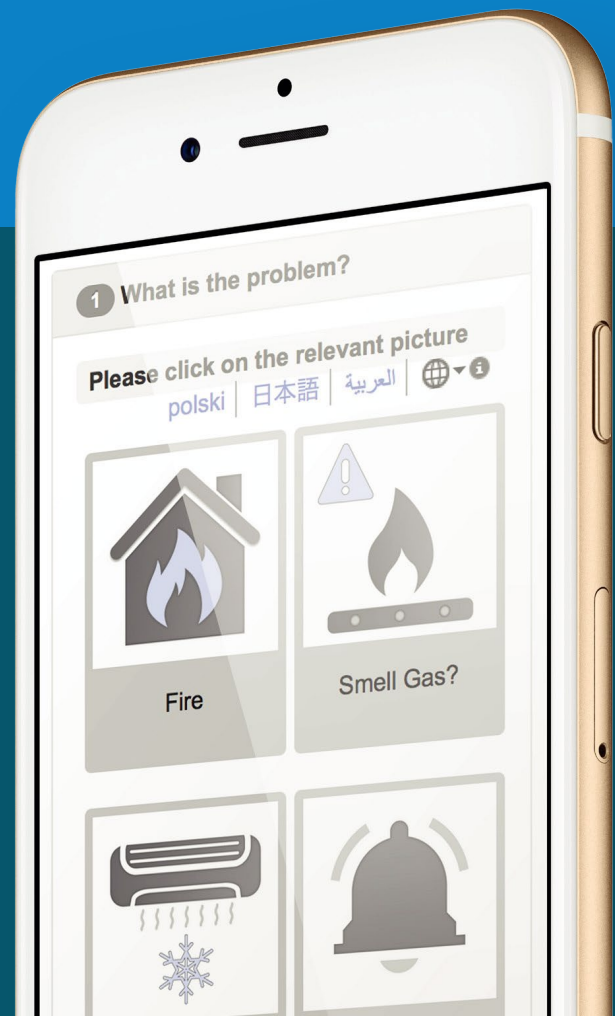 1 What is the problem?
Please click on the relevant picture
polski | 日本語 | العربية |
Fire
Smell Gas?